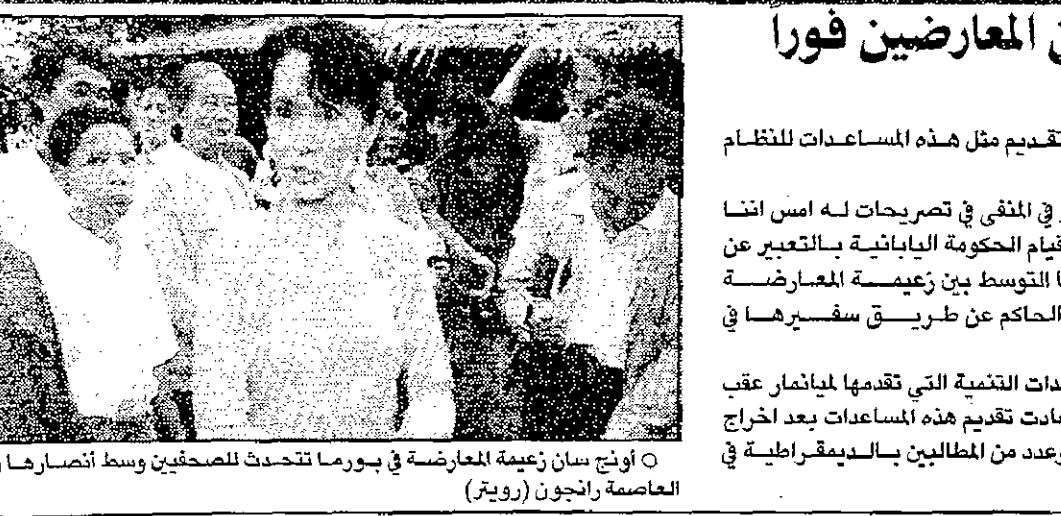 المعارضين فورا
تقديم مثل هذه المساعدات للنظام
في المنفى في تصريحات له امس اننا
قيام الحكومة اليابانية بالتعبير عن
التوسط بين زعيمة المعارضة
الحاكم عن طريق سفيرها في
التنمية التي تقدمها لميانمار عقب
تقديم هذه المساعدات بعد اخراج
وعدد من المطالبين بالديمقراطية في
○ أونج سان زعيمة المعارضة في بورما تتحدث للصحفيين وسط أنصارها
العاصمة رانجون (رويتر)